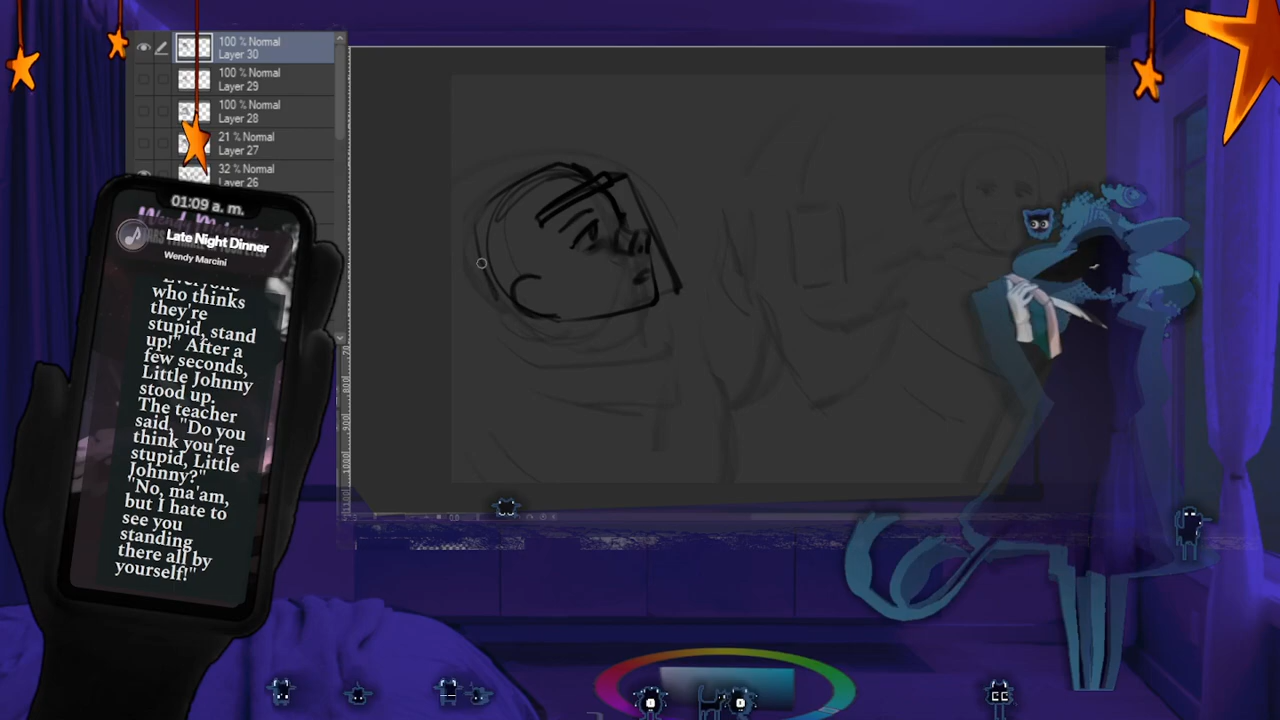 100 % Normal
Layer 30
100 % Normal
Layer 29
100 % Normal
Layer 28
21 % Normal
Layer 27
32 % Normal
Layer 26
01:09 a. m.
Late Night Dinner
Wendy Marcini
Everyone
who thinks
they're
stupid, stand
up!" After a
few seconds,
Little Johnny
stood up.
The teacher
said, "Do you
think you're
stupid, Little
Johnny?"
"No, ma'am,
but I hate to
see you
standing
there all by
yourself!"